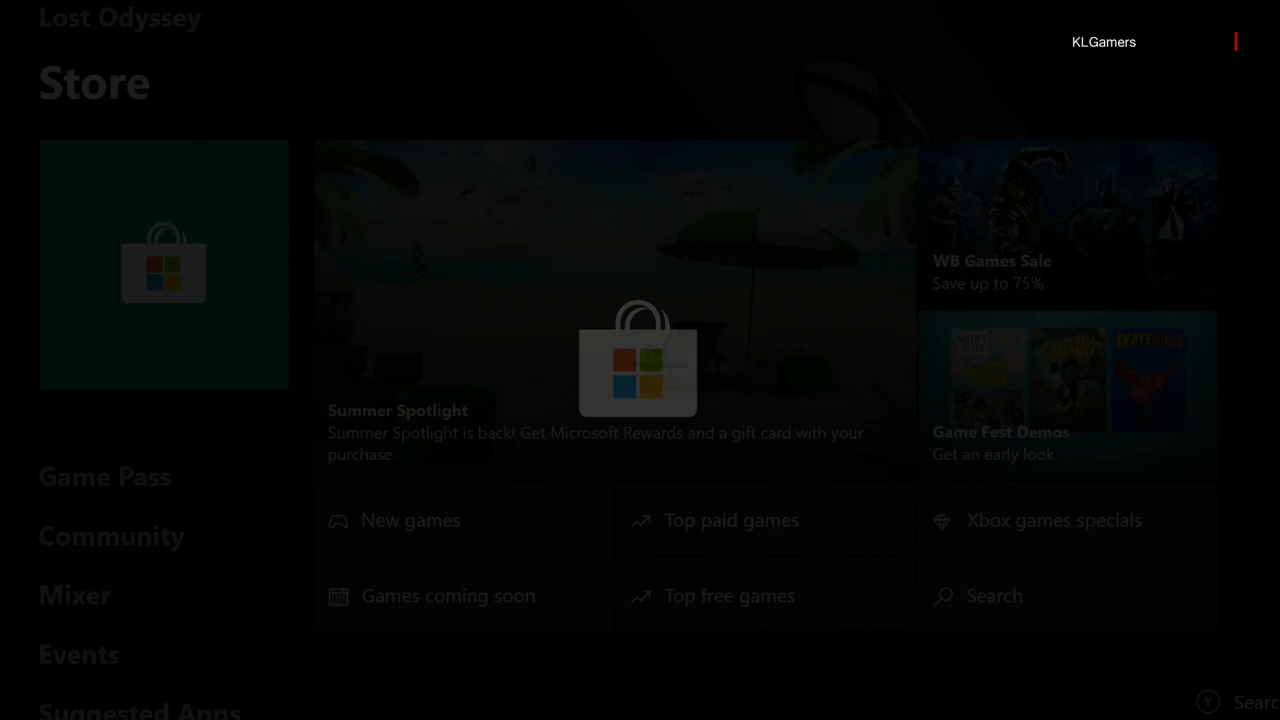 Lost Odyssey
KLGamers
Store
WB Games Sale
Save up to 75%
Summer Spotlight
Summer Spotlight is back! Get Microsoft Rewards and a gift card with your
purchase.
Game Fest Demos
Get an early look
Game Pass
Community
Mixer
Events
Suggested Apps
New games
Top paid games
Xbox games specials
Games coming soon
Top free games
Search
Y
Searc
SKATEBIRD